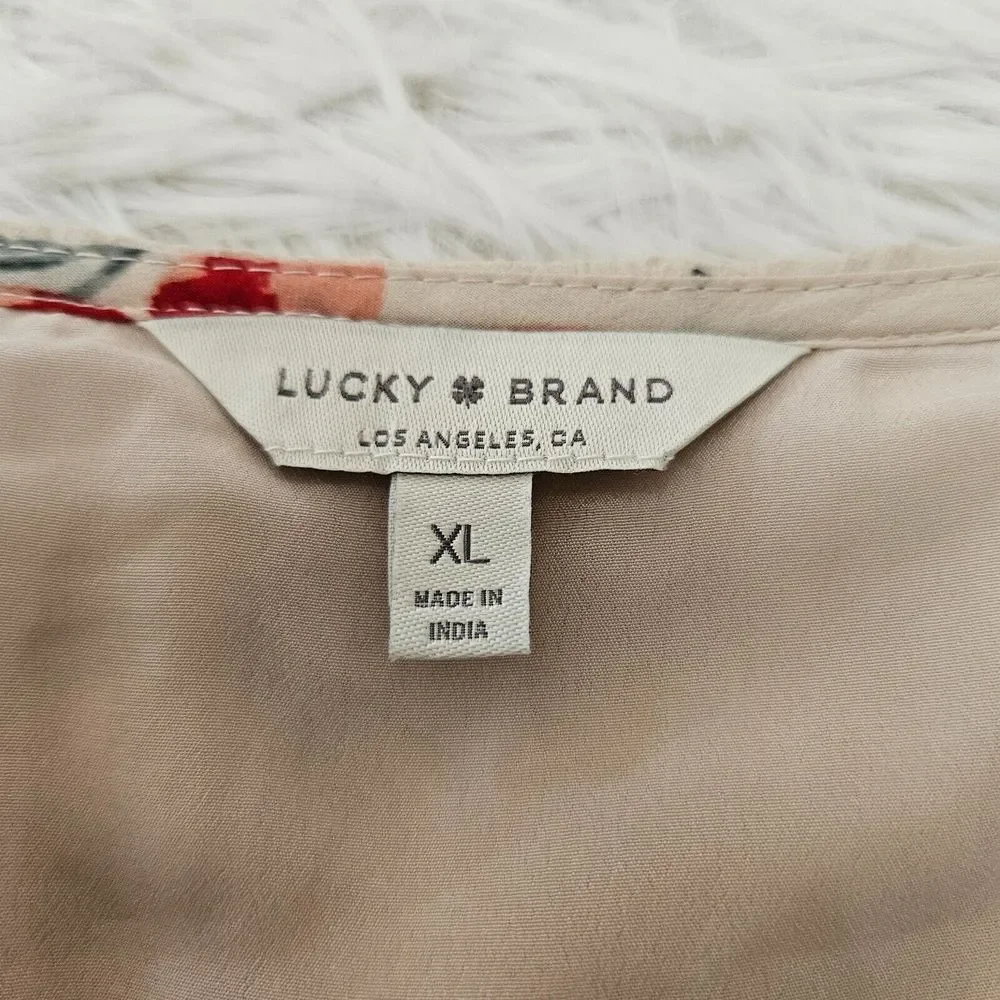 LUCKY BRAND
LOS ANGELES, CA
XL
MADE IN
INDIA